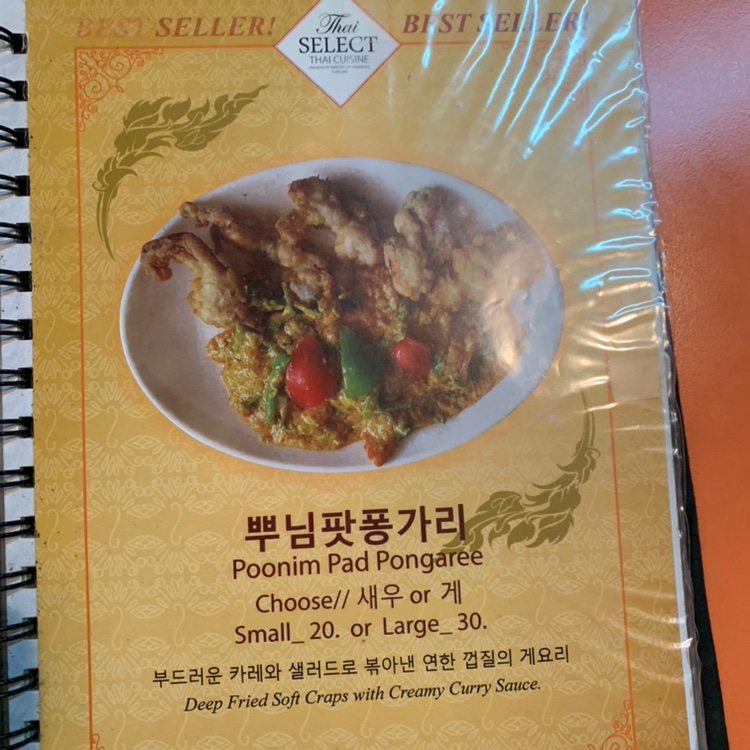 BEST SELLER!
Thai
SELECT
THAI CUISINE
BEST SELLER!
뿌님팟퐁가리
Poonim Pad Pongaree
Choose// 새우 or 게
Small_ 20. or Large_ 30.
부드러운 카레와 샐러드로 볶아낸 연한 껍질의 게요리
Deep Fried Soft Craps with Creamy Curry Sauce.